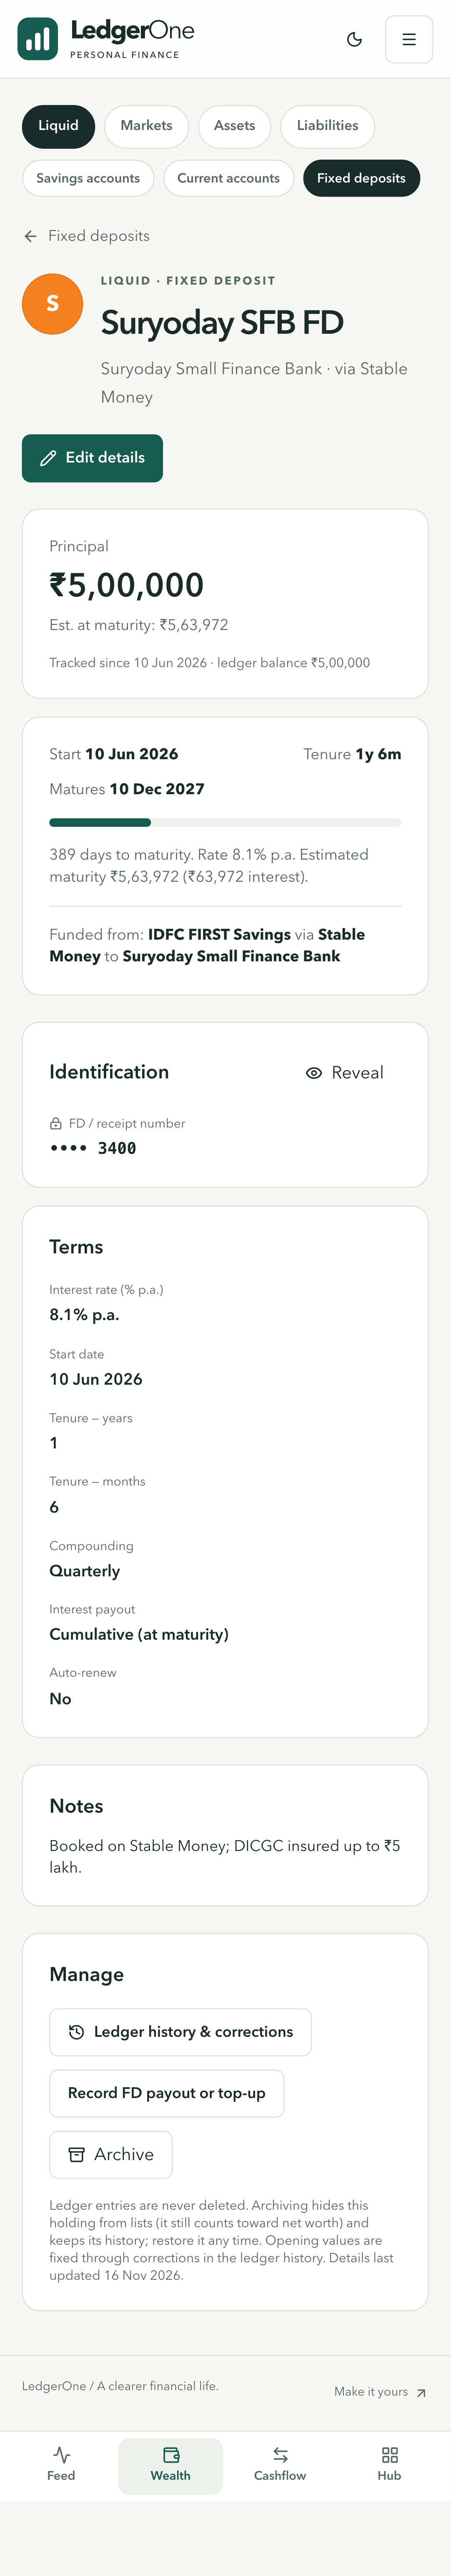 LedgerOne
PERSONAL FINANCE
Liquid Markets Assets Liabilities
Savings accounts Current accounts Fixed deposits
Fixed deposits
S
LIQUID · FIXED DEPOSIT
Suryoday SFB FD
Suryoday Small Finance Bank · via Stable
Money
Edit details
Principal
₹5,00,000
Est. at maturity: ₹5,63,972
Tracked since 10 Jun 2026 · ledger balance ₹5,00,000
Start 10 Jun 2026 Tenure 1y 6m
Matures 10 Dec 2027
389 days to maturity. Rate 8.1% p.a. Estimated
maturity ₹5,63,972 (₹63,972 interest).
Funded from: IDFC FIRST Savings via Stable
Money to Suryoday Small Finance Bank
Identification Reveal
FD / receipt number
•••• 3400
Terms
Interest rate (% p.a.)
8.1% p.a.
Start date
10 Jun 2026
Tenure – years
1
Tenure – months
6
Compounding
Quarterly
Interest payout
Cumulative (at maturity)
Auto-renew
No
Notes
Booked on Stable Money; DICGC insured up to ₹5
lakh.
Manage
Ledger history & corrections
Record FD payout or top-up
Archive
Ledger entries are never deleted. Archiving hides this
holding from lists (it still counts toward net worth) and
keeps its history; restore it any time. Opening values are
fixed through corrections in the ledger history. Details last
updated 16 Nov 2026.
LedgerOne / A clearer financial life.
Make it yours
Feed Wealth Cashflow Hub